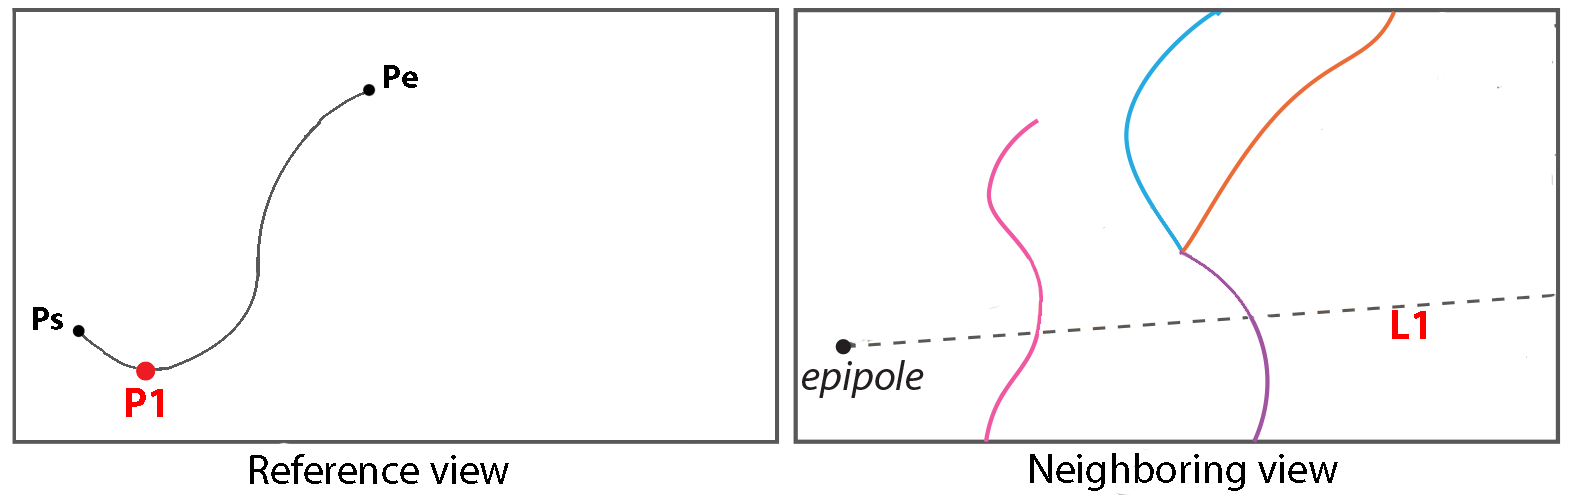 Pe
Ps
P1
L1
epipole
Reference view
Neighboring view